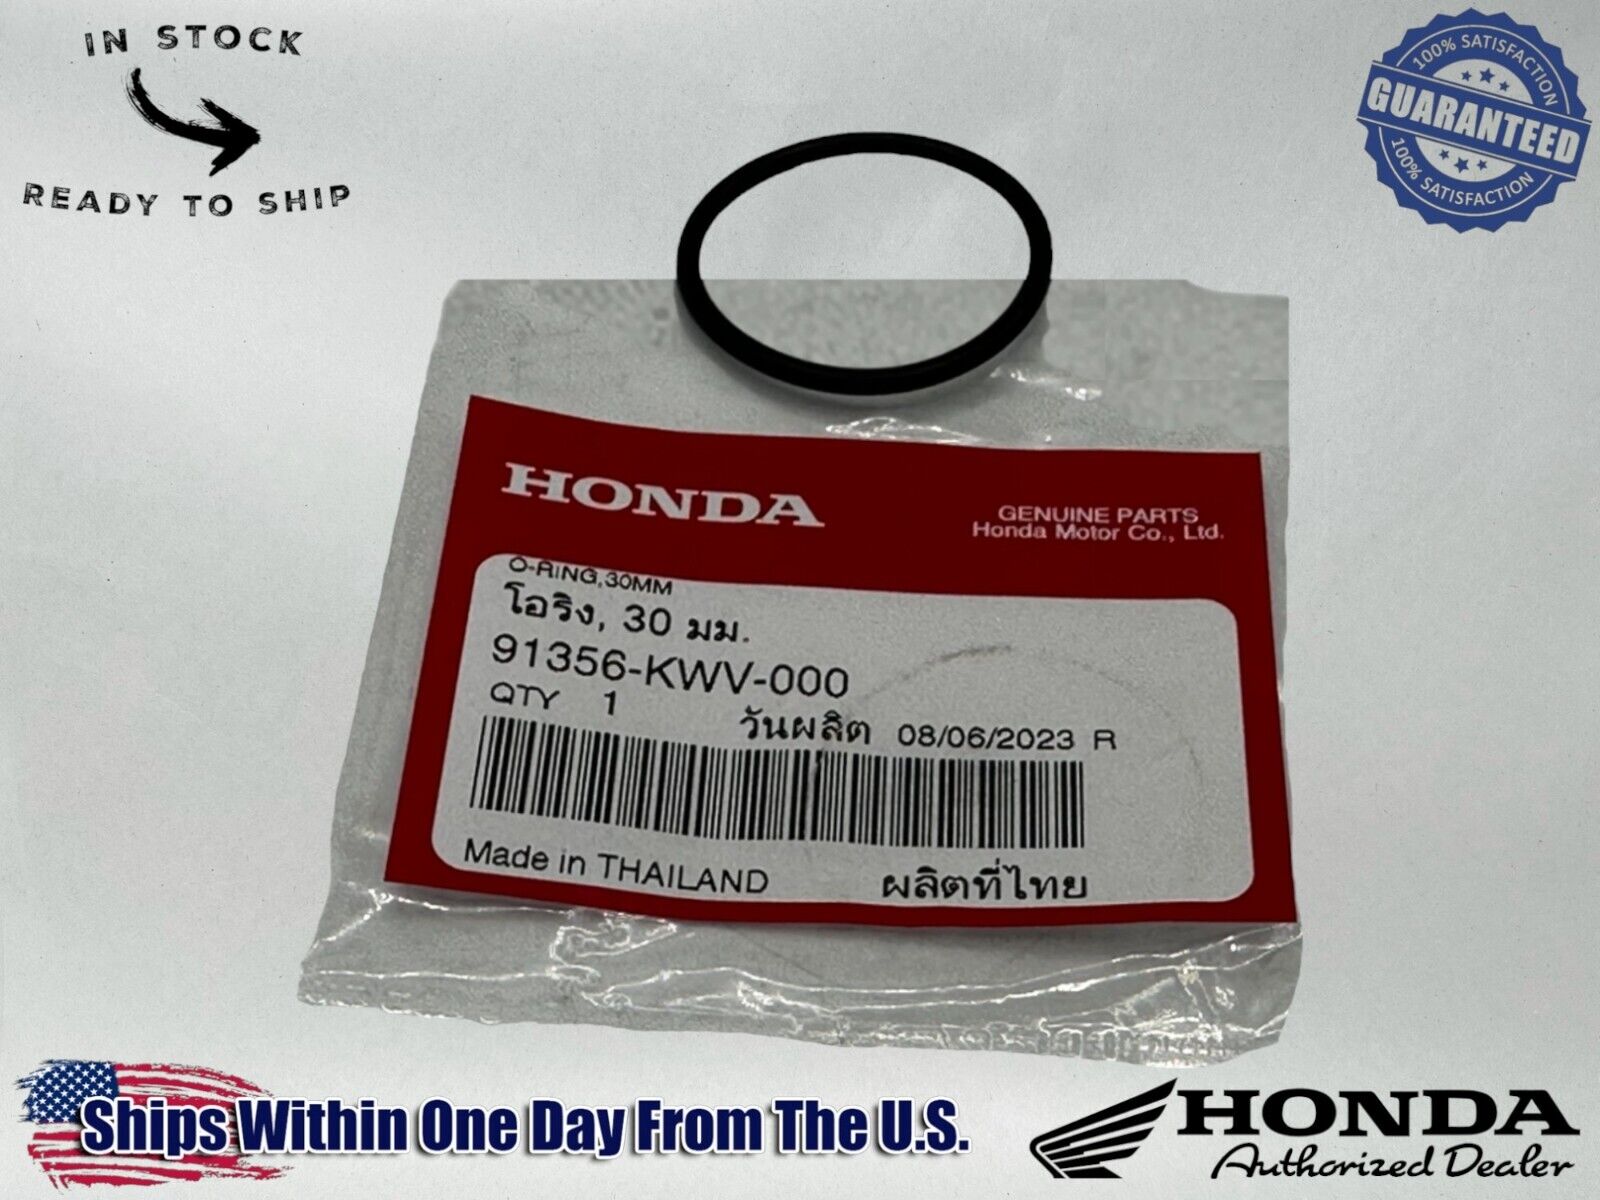 IN STOCK
READY TO SHIP
100% SATISFACTION
GUARANTEED
100% SATISFACTION
HONDA
GENUINE PARTS
Honda Motor Co., Ltd.
O-RING,30MM
โอริง, 30 มม.
91356-KWV-000
QTY 1
วันผลิต 08/06/2023 R
Made in THAILAND
ผลิตที่ไทย
Ships Within One Day From The U.S.
HONDA
Authorized Dealer